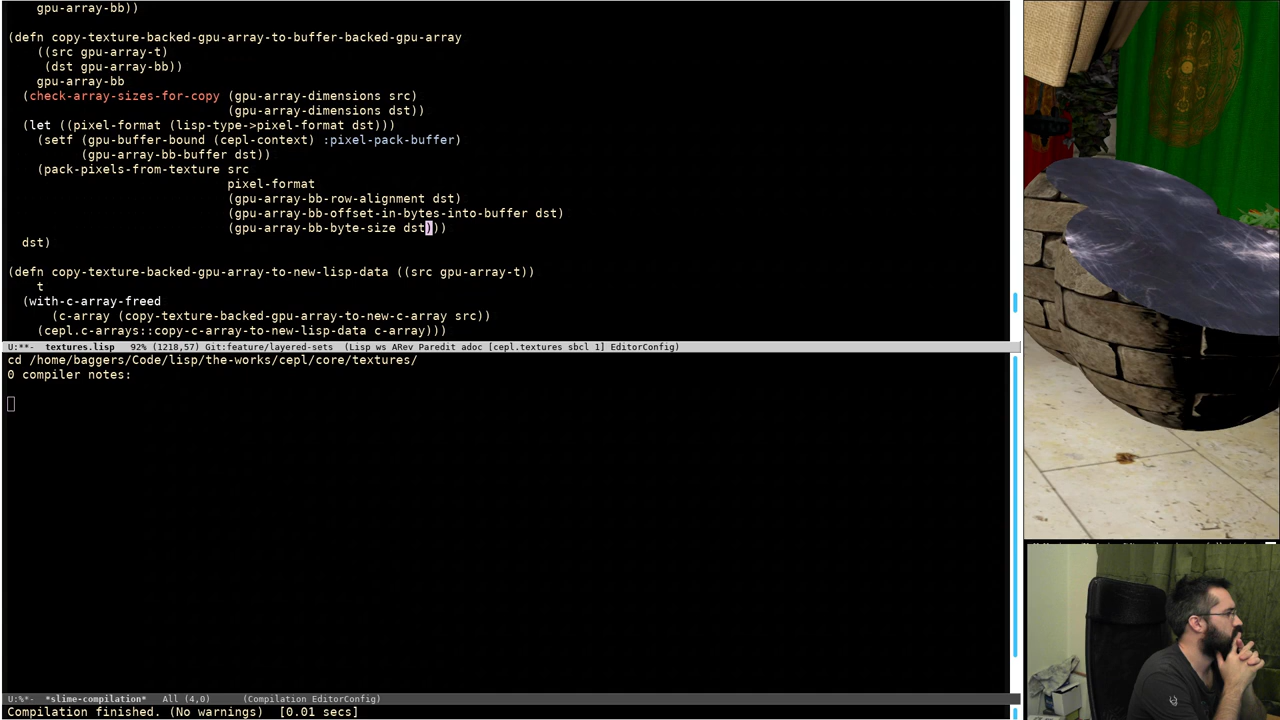 gpu-array-bb))
(defn copy-texture-backed-gpu-array-to-buffer-backed-gpu-array
((src gpu-array-t)
(dst gpu-array-bb))
gpu-array-bb
(check-array-sizes-for-copy (gpu-array-dimensions src)
(gpu-array-dimensions dst))
(let ((pixel-format (lisp-type->pixel-format dst)))
(setf (gpu-buffer-bound (cepl-context) :pixel-pack-buffer)
(gpu-array-bb-buffer dst))
(pack-pixels-from-texture src
pixel-format
(gpu-array-bb-row-alignment dst)
(gpu-array-bb-offset-in-bytes-into-buffer dst)
(gpu-array-bb-byte-size dst)))
dst)
(defn copy-texture-backed-gpu-array-to-new-lisp-data ((src gpu-array-t))
t
(with-c-array-freed
(c-array (copy-texture-backed-gpu-array-to-new-c-array src))
(cepl.c-arrays::copy-c-array-to-new-lisp-data c-array)))
U:**-  textures.lisp   92% (1218,57) Git:feature/layered-sets  (Lisp ws ARev Paredit adoc [cepl.textures sbcl 1] EditorConfig)
cd /home/baggers/Code/lisp/the-works/cepl/core/textures/
0 compiler notes:
U:%*-  *slime-compilation*   All (4,0)      (Compilation EditorConfig)
Compilation finished. (No warnings)  [0.01 secs]